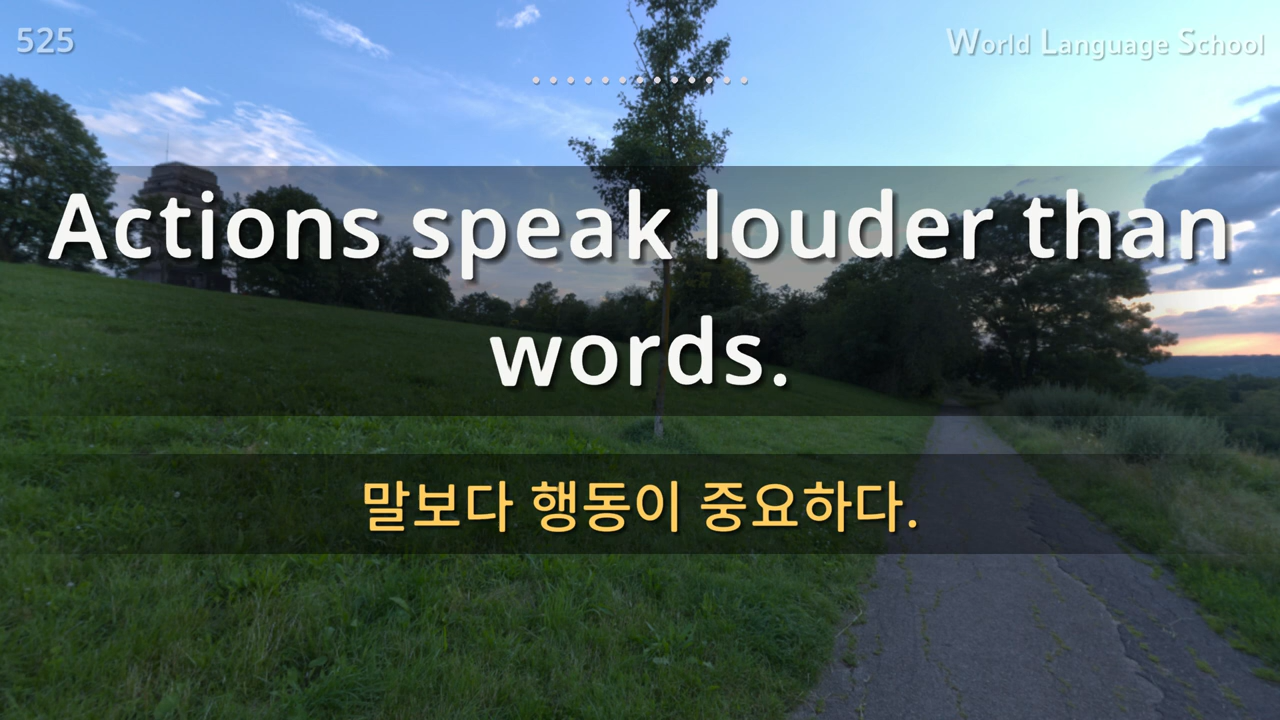 525
World Language School
Actions speak louder than
words.
말보다 행동이 중요하다.